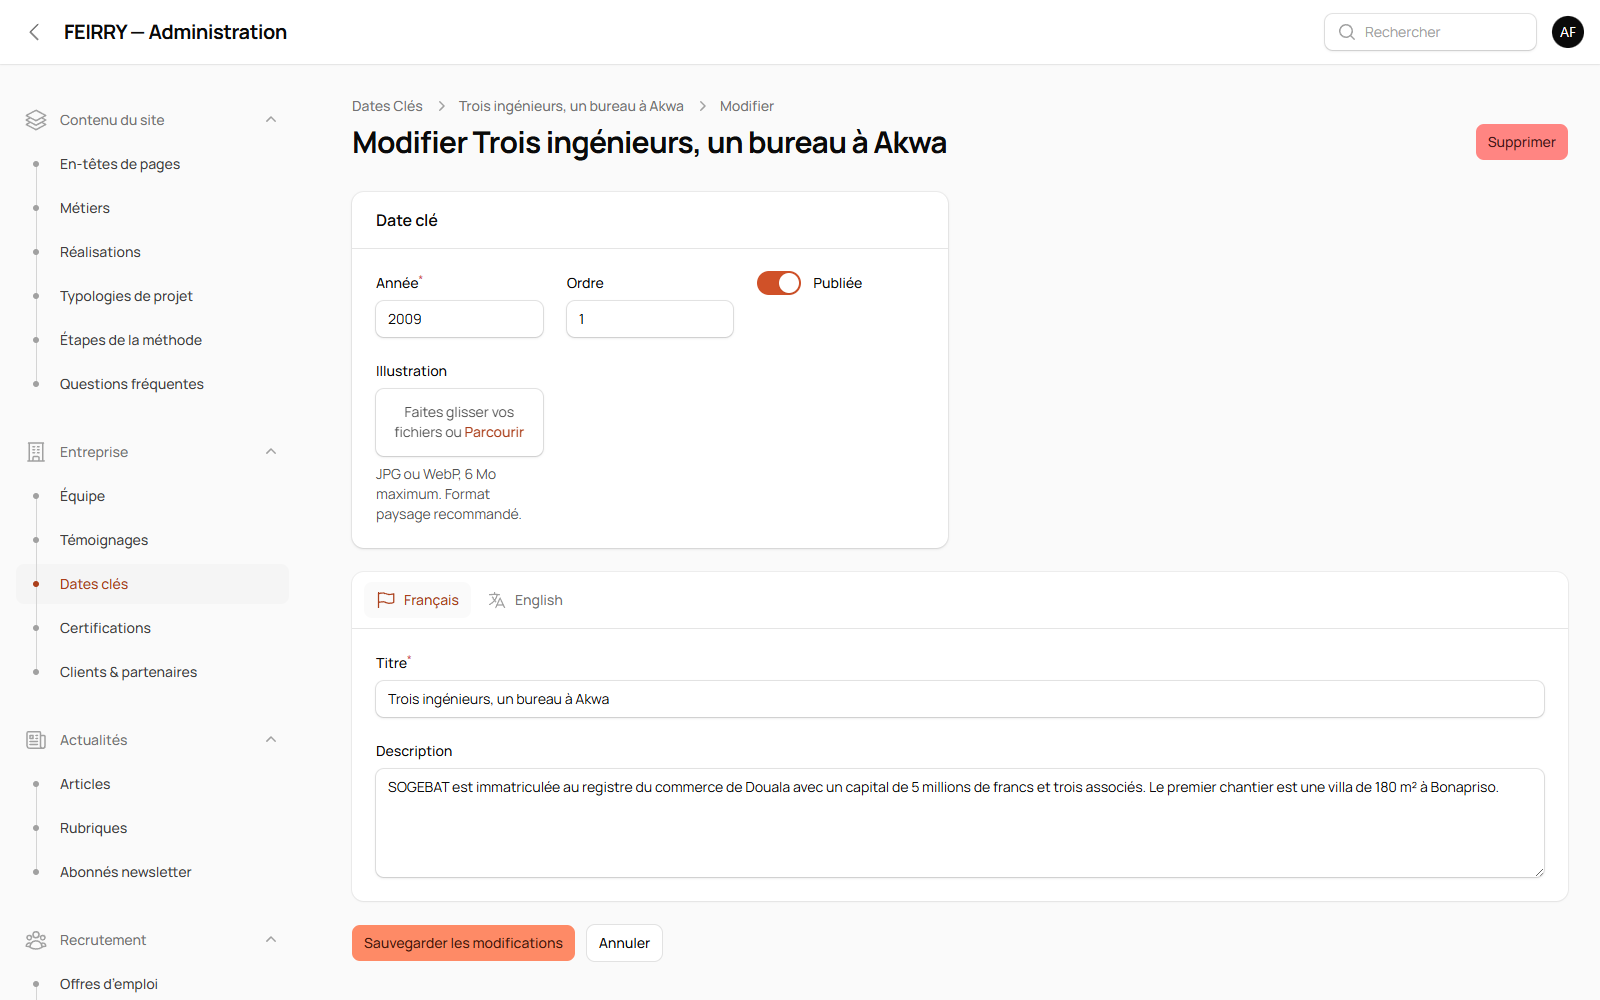 FEIRRY — Administration
Rechercher
AF
Contenu du site
En-têtes de pages
Métiers
Réalisations
Typologies de projet
Étapes de la méthode
Questions fréquentes
Entreprise
Équipe
Témoignages
Dates clés
Certifications
Clients & partenaires
Actualités
Articles
Rubriques
Abonnés newsletter
Recrutement
Offres d'emploi
Dates Clés > Trois ingénieurs, un bureau à Akwa > Modifier
Modifier Trois ingénieurs, un bureau à Akwa
Supprimer
Date clé
Année*
Ordre
Publiée
2009
1
Illustration
Faites glisser vos
fichiers ou Parcourir
JPG ou WebP, 6 Mo
maximum. Format
paysage recommandé.
Français
English
Titre*
Trois ingénieurs, un bureau à Akwa
Description
SOGEBAT est immatriculée au registre du commerce de Douala avec un capital de 5 millions de francs et trois associés. Le premier chantier est une villa de 180 m² à Bonapriso.
Sauvegarder les modifications
Annuler